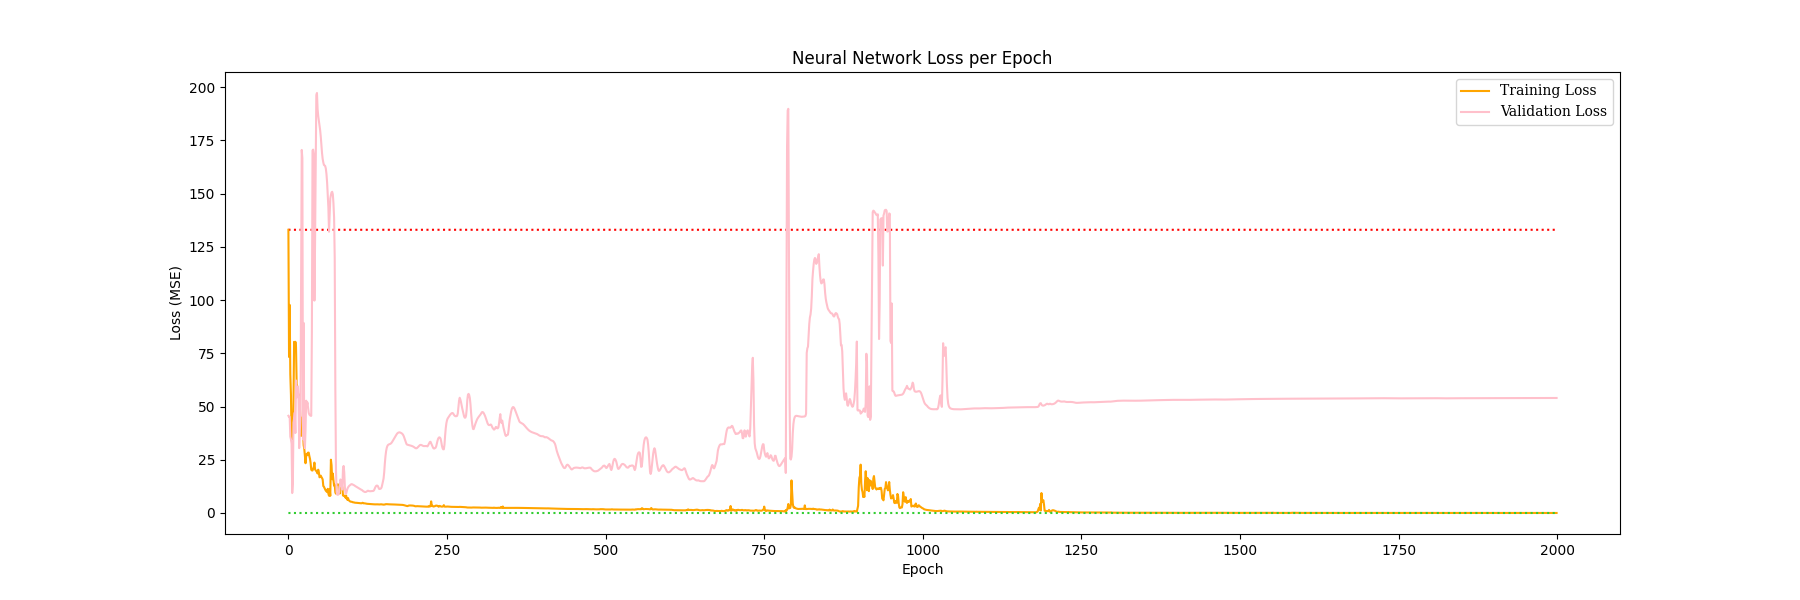 Neural Network Loss per Epoch
Training Loss
Validation Loss
Loss (MSE)
200
175
150
125
100
75
50
25
0
0 250 500 750 1000 1250 1500 1750 2000
Epoch